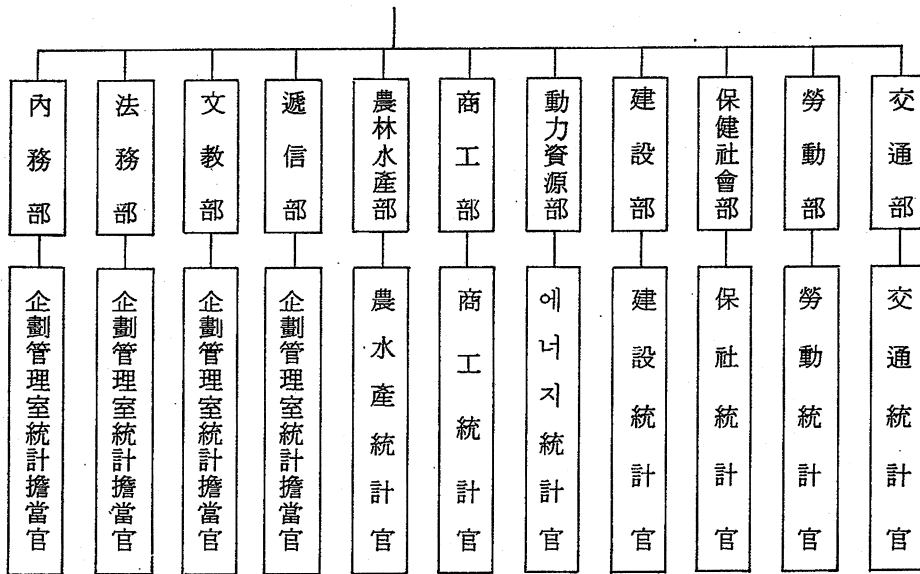 內務部
法務部
文教部
遞信部
農林水產部
商工部
動力資源部
建設部
保健社會部
勞動部
交通部
企劃管理室統計擔當官
企劃管理室統計擔當官
企劃管理室統計擔當官
企劃管理室統計擔當官
農水產統計官
商工統計官
에너지統計官
建設統計官
保社統計官
勞動統計官
交通統計官